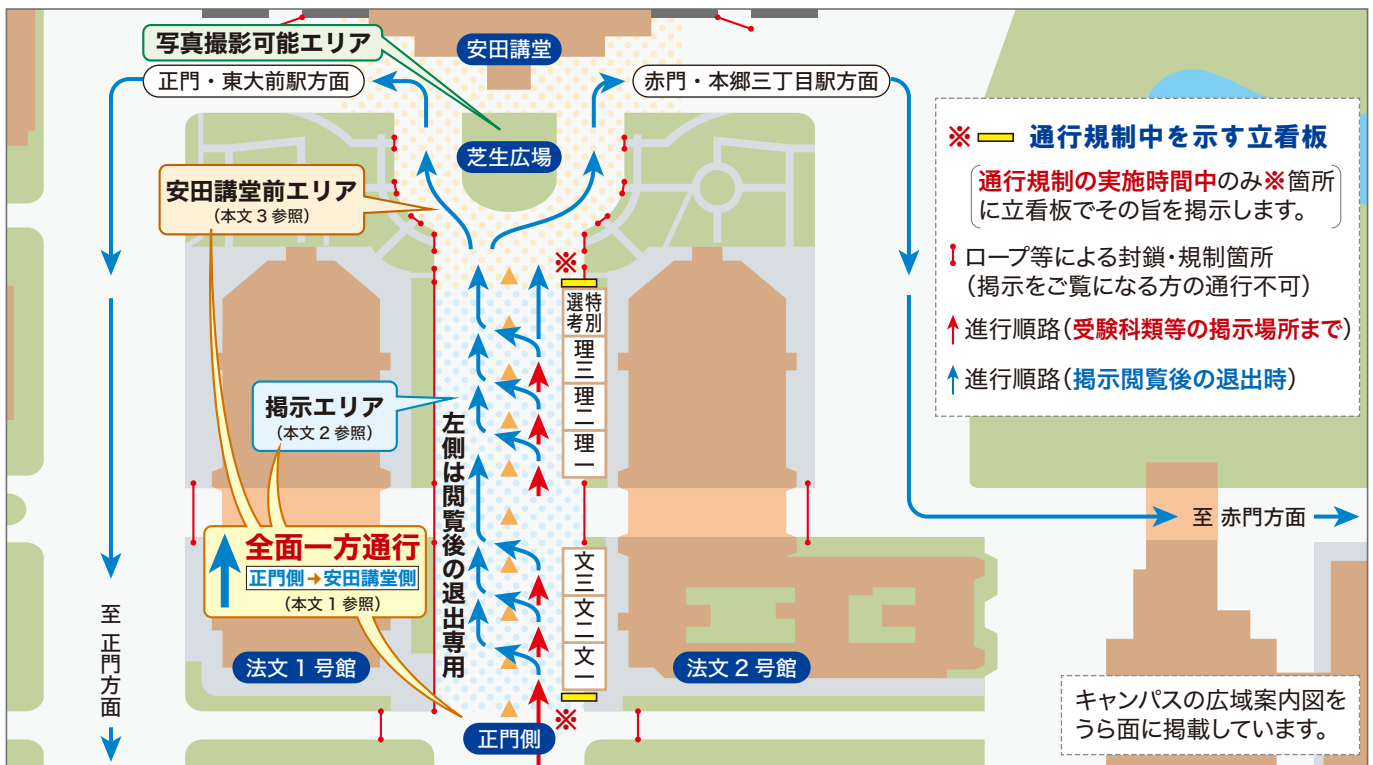 写真撮影可能エリア
安田講堂
正門・東大前駅方面
赤門・本郷三丁目駅方面
芝生広場
安田講堂前エリア
(本文3参照)
※
特別
選考
理三
理二
理一
掲示エリア
(本文2参照)
左側は閲覧後の退出専用
全面一方通行
正門側→安田講堂側
(本文1参照)
文三
文二
文一
※
法文1号館
法文2号館
正門側
至 正門方面
至 赤門方面
※ 通行規制中を示す立看板
通行規制の実施時間中のみ※箇所
に立看板でその旨を掲示します。
ロープ等による封鎖・規制箇所
(掲示をご覧になる方の通行不可)
進行順路(受験科類等の掲示場所まで)
進行順路(掲示閲覧後の退出時)
キャンパスの広域案内図を
うら面に掲載しています。